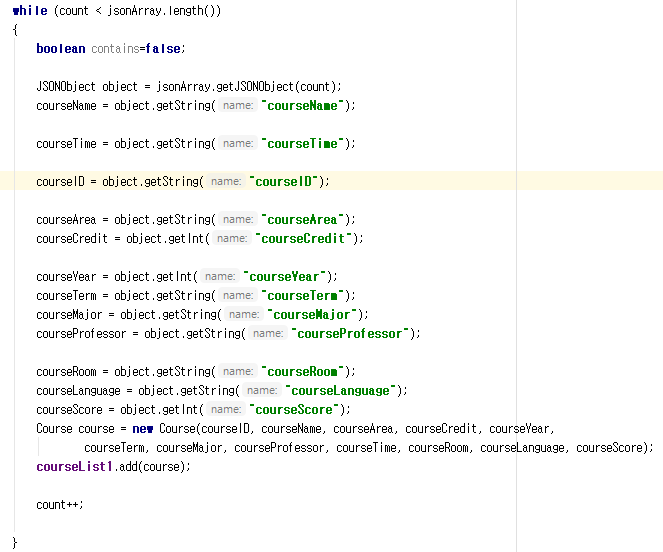 while (count < jsonArray.length())
{
boolean contains=false;
JSONObject object = jsonArray.getJSONObject(count);
courseName = object.getString( name: "courseName");
courseTime = object.getString( name: "courseTime");
courseID = object.getString( name: "courseID");
courseArea = object.getString( name: "courseArea");
courseCredit = object.getInt( name: "courseCredit");
courseYear = object.getInt( name: "courseYear");
courseTerm = object.getString( name: "courseTerm");
courseMajor = object.getString( name: "courseMajor");
courseProfessor = object.getString( name: "courseProfessor");
courseRoom = object.getString( name: "courseRoom");
courseLanguage = object.getString( name: "courseLanguage");
courseScore = object.getInt( name: "courseScore");
Course course = new Course(courseID, courseName, courseArea, courseCredit, courseYear,
courseTerm, courseMajor, courseProfessor, courseTime, courseRoom, courseLanguage, courseScore);
courseList1.add(course);
count++;
}